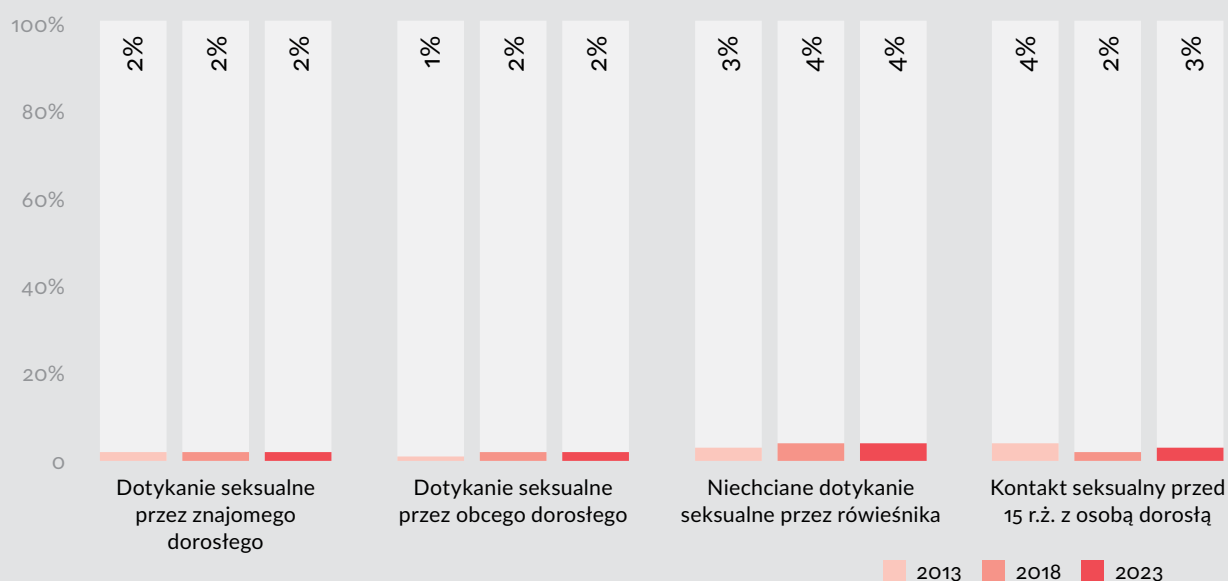 100%
80%
60%
40%
20%
0
2%
2%
2%
1%
2%
2%
3%
4%
4%
4%
2%
3%
Dotykanie seksualne
przez znajomego
dorosłego
Dotykanie seksualne
przez obcego dorosłego
Niechciane dotykanie
seksualne przez rówieśnika
Kontakt seksualny przed
15 r.ż. z osobą dorosłą
2013 2018 2023